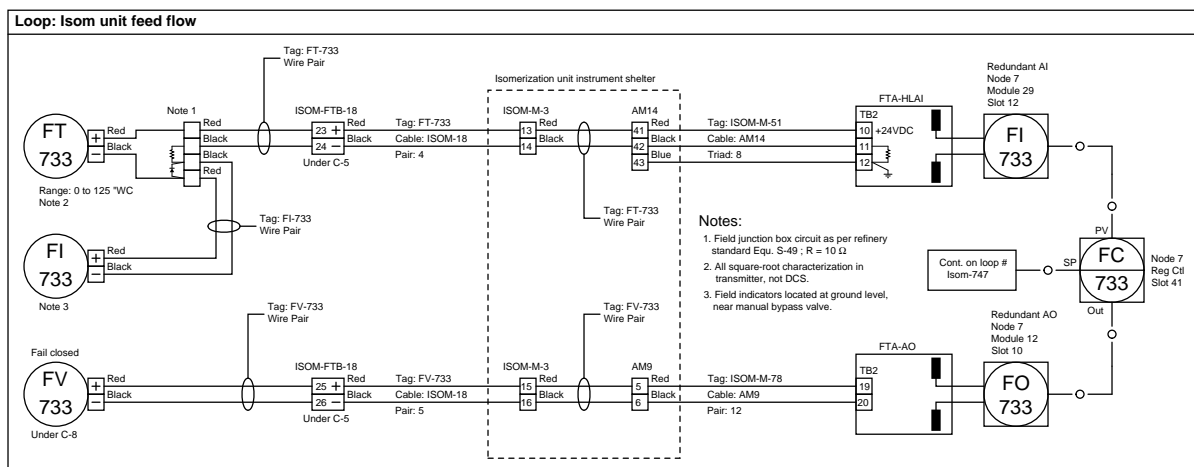 Loop: Isom unit feed flow
Tag: FT-733
Wire Pair
Isomerization unit instrument shelter
Redundant AI
Node 7
Module 29
Slot 12
Note 1
ISOM-FTB-18
ISOM-M-3
AM14
FTA-HLAI
FT
733
+
−
Red
Black
Red
Black
Black
Red
23 +
24 −
Under C-5
Red
Black
Tag: FT-733
Cable: ISOM-18
Pair: 4
13
14
Red
Black
41
42
43
Red
Black
Blue
Tag: ISOM-M-51
Cable: AM14
Triad: 8
TB2
10
11
12
+24VDC
FI
733
Range: 0 to 125 "WC
Note 2
Tag: FI-733
Wire Pair
Tag: FT-733
Wire Pair
FI
733
+
−
Red
Black
Note 3
Notes:
1. Field junction box circuit as per refinery
standard Equ. S-49 ; R = 10 Ω
2. All square-root characterization in
transmitter, not DCS.
3. Field indicators located at ground level,
near manual bypass valve.
Cont. on loop #
Isom-747
SP
PV
FC
733
Out
Node 7
Reg Ctl
Slot 41
Tag: FV-733
Wire Pair
Tag: FV-733
Wire Pair
Redundant AO
Node 7
Module 12
Slot 10
Fail closed
ISOM-FTB-18
ISOM-M-3
AM9
FTA-AO
FV
733
+
−
Red
Black
25 +
26 −
Under C-5
Red
Black
Tag: FV-733
Cable: ISOM-18
Pair: 5
15
16
Red
Black
5
6
Red
Black
Tag: ISOM-M-78
Cable: AM9
Pair: 12
TB2
19
20
FO
733
Under C-8